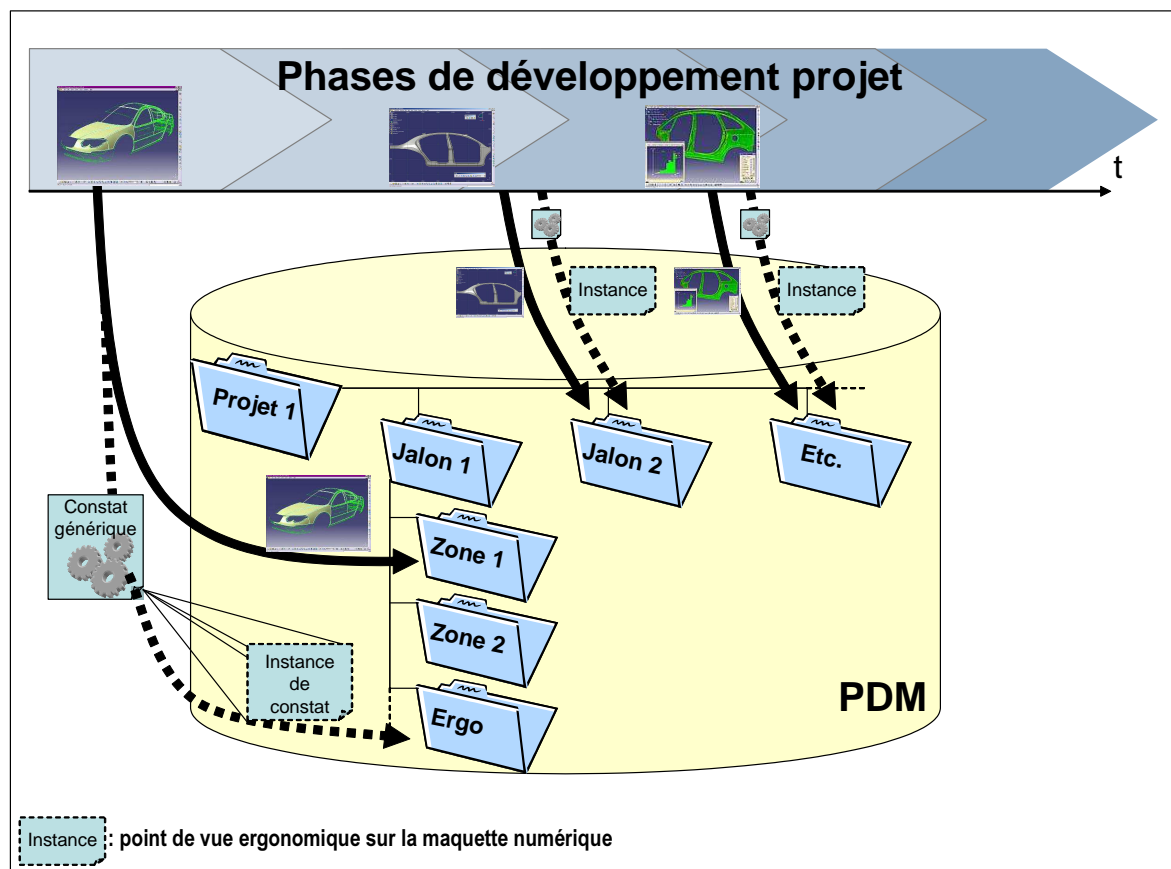 Phases de développement projet
t
Instance
Instance
Projet 1
Jalon 1
Jalon 2
Etc.
Constat
générique
Zone 1
Zone 2
Instance
de
constat
Ergo
PDM
Instance : point de vue ergonomique sur la maquette numérique